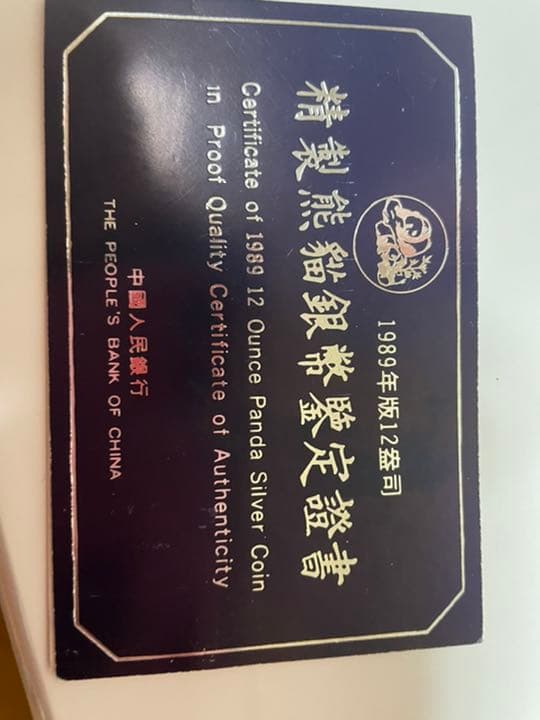 1989年版12盎司
精製熊貓銀幣鑒定證書
Certificate of 1989 12 Ounce Panda Silver Coin
in Proof Quality Certificate of Authenticity
中國人民銀行
THE PEOPLE'S BANK OF CHINA